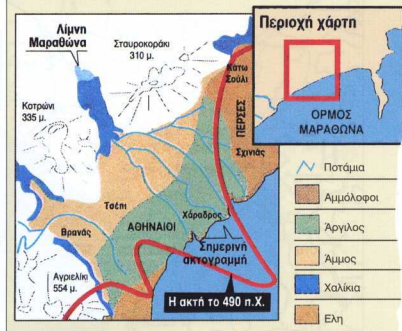 Λίμνη
Μαραθώνα
Σταυροκοράκι
310 μ.
Κοτρώνι
335 μ.
Κάτω
Σούλι
ΠΕΡΣΕΣ
Σχινιάς
Τσέπι
Βρανάς
ΑΘΗΝΑΙΟΙ
Χάραδρος
Σημερινή
ακτογραμμή
Αγριελίκι
554 μ.
Η ακτή το 490 π.Χ.
Περιοχή χάρτη
ΟΡΜΟΣ
ΜΑΡΑΘΩΝΑ
Ποτάμια
Αμμόλοφοι
Άργιλος
Άμμος
Χαλίκια
Ελη